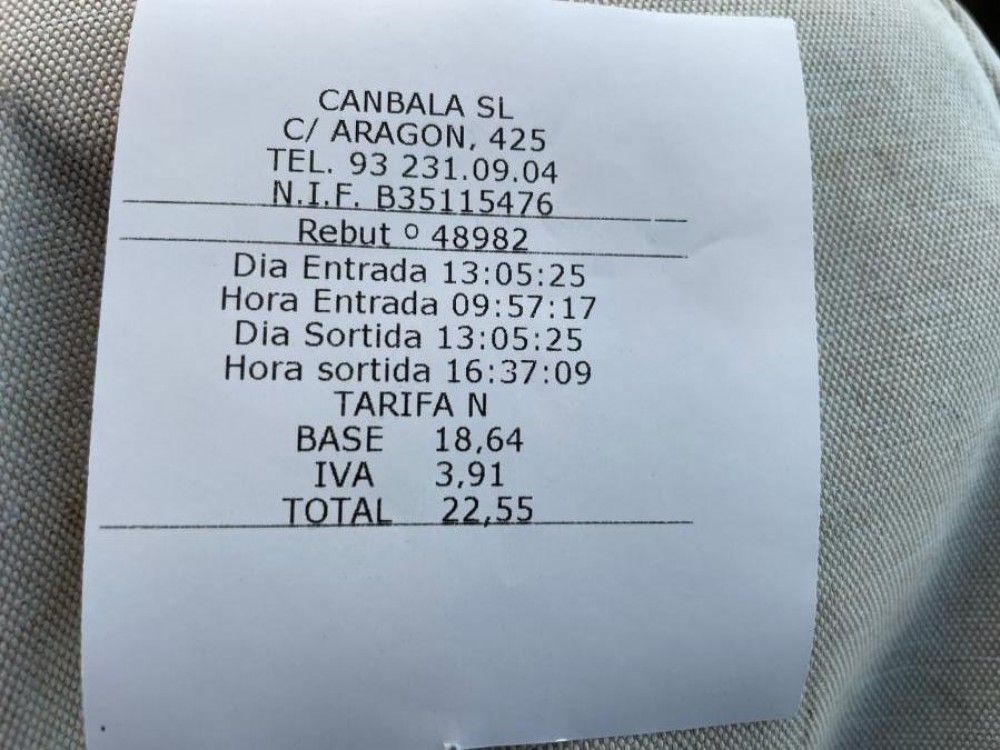 CANBALA SL
C/ ARAGON, 425
TEL. 93 231.09.04
N.I.F. B35115476
Rebut º 48982
Dia Entrada 13:05:25
Hora Entrada 09:57:17
Dia Sortida 13:05:25
Hora sortida 16:37:09
TARIFA N
BASE 18,64
IVA 3,91
TOTAL 22,55